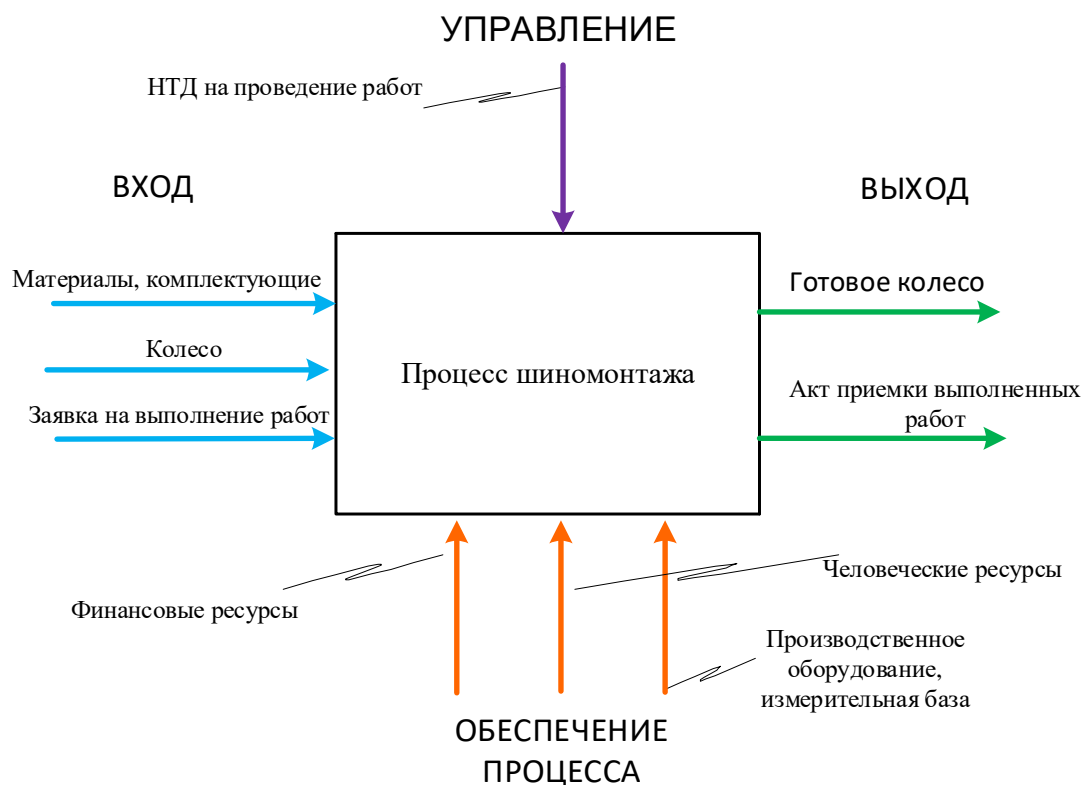 УПРАВЛЕНИЕ
НТД на проведение работ
ВХОД
ВЫХОД
Материалы, комплектующие
Готовое колесо
Колесо
Процесс шиномонтажа
Заявка на выполнение работ
Акт приемки выполненных
работ
Финансовые ресурсы
Человеческие ресурсы
Производственное
оборудование,
измерительная база
ОБЕСПЕЧЕНИЕ
ПРОЦЕССА